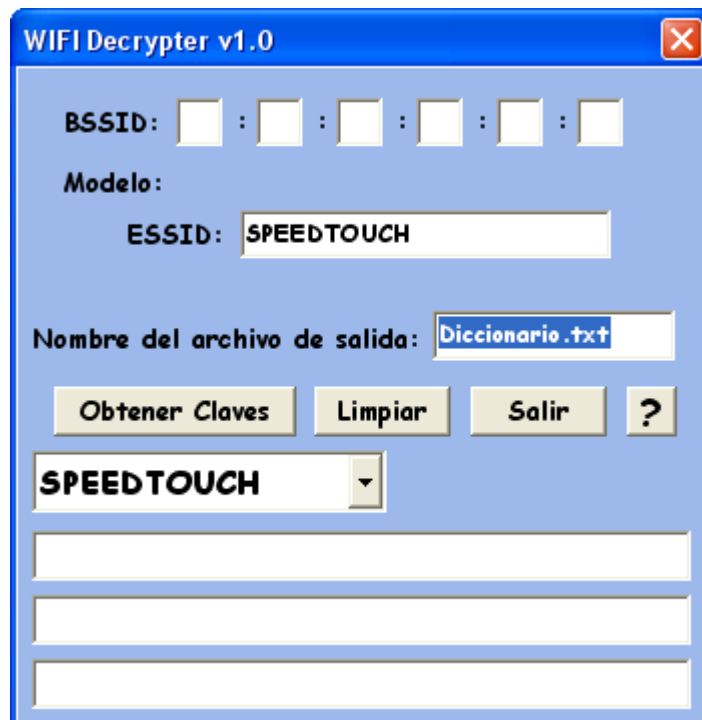 WIFI Decrypter v1.0
BSSID: : : : : :
Modelo:
ESSID: SPEEDTOUCH
Nombre del archivo de salida: Diccionario.txt
Obtener Claves Limpiar Salir ?
SPEEDTOUCH